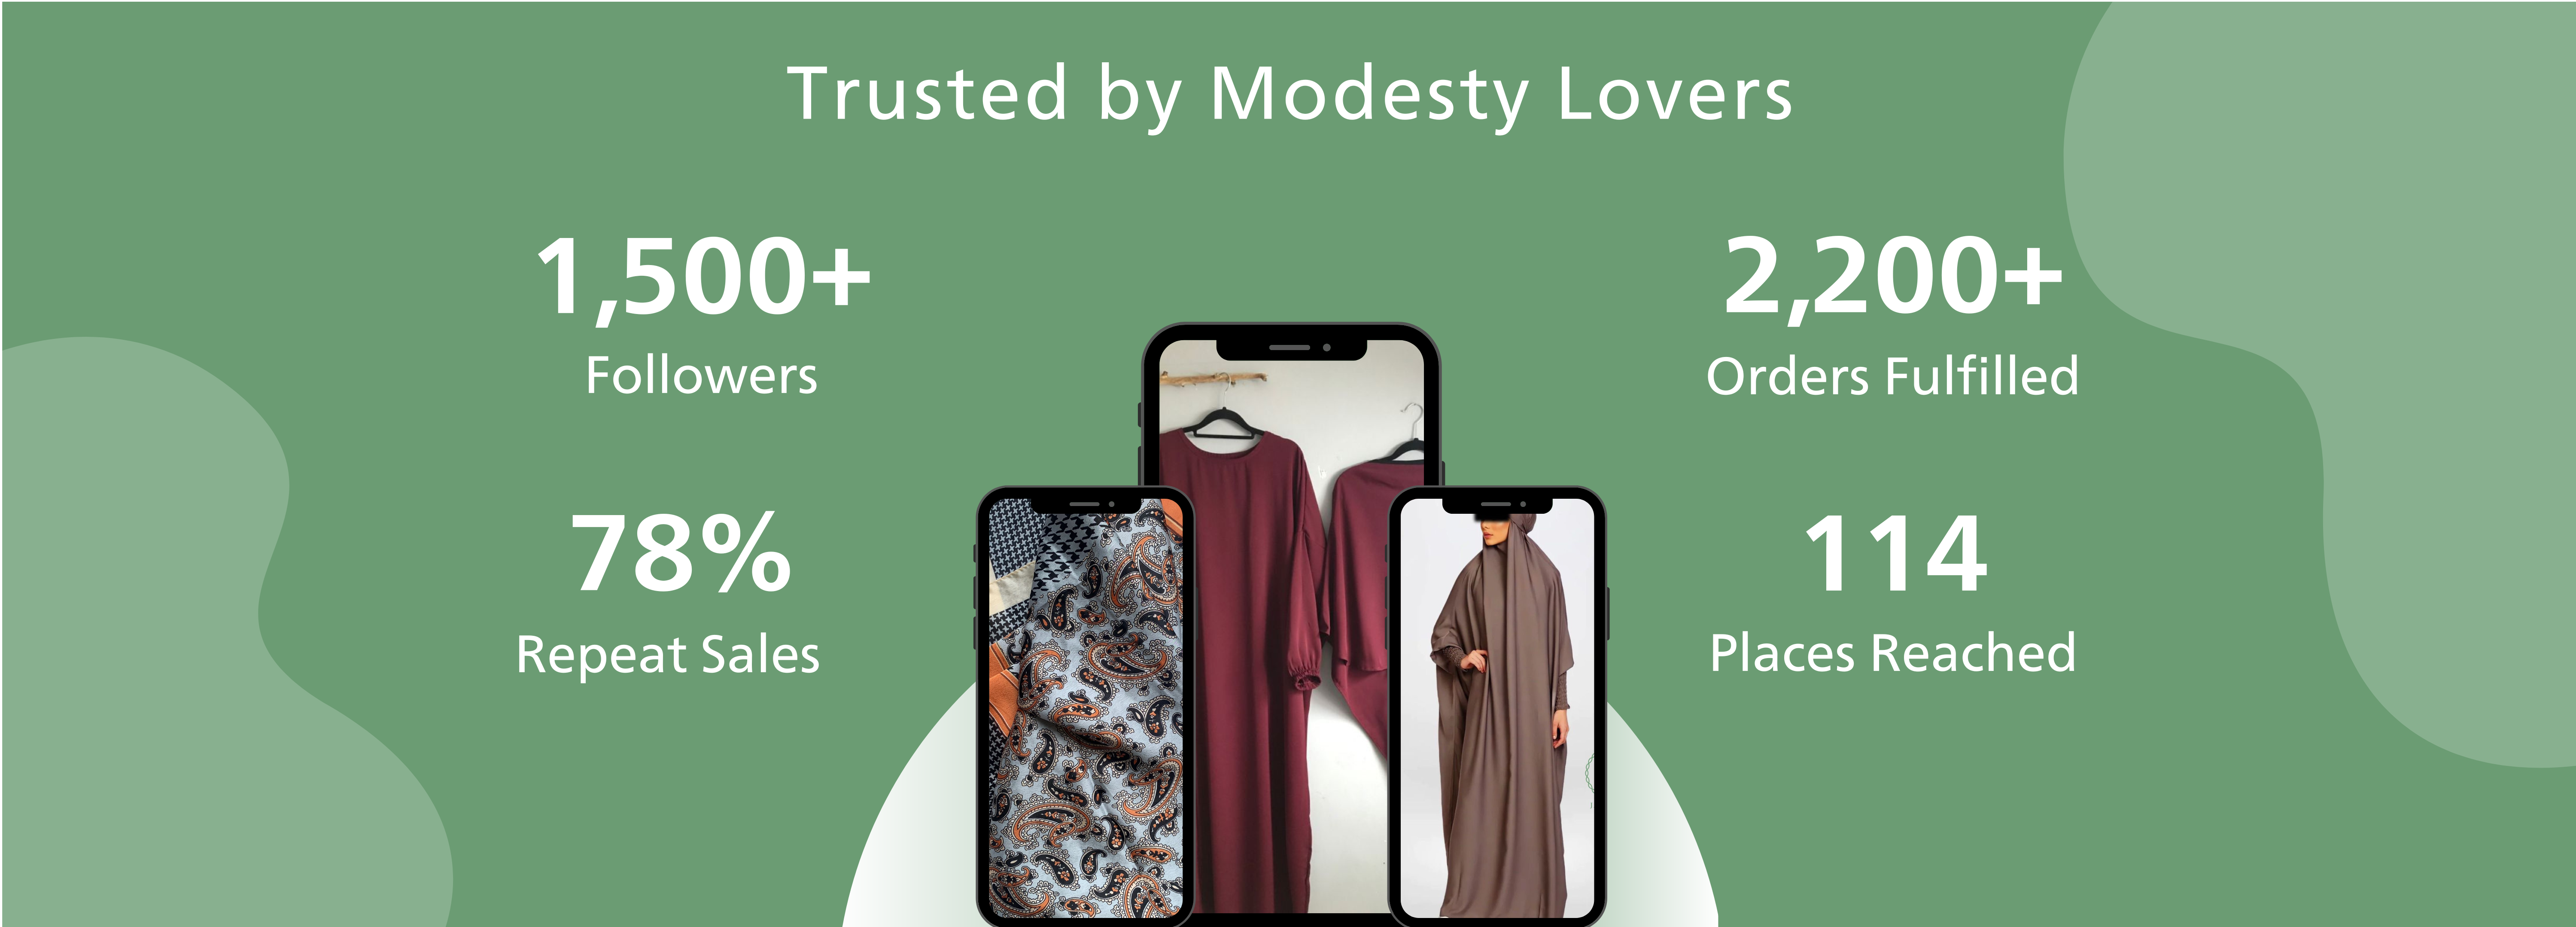 Trusted by Modesty Lovers
1,500+
Followers
78%
Repeat Sales
2,200+
Orders Fulfilled
114
Places Reached